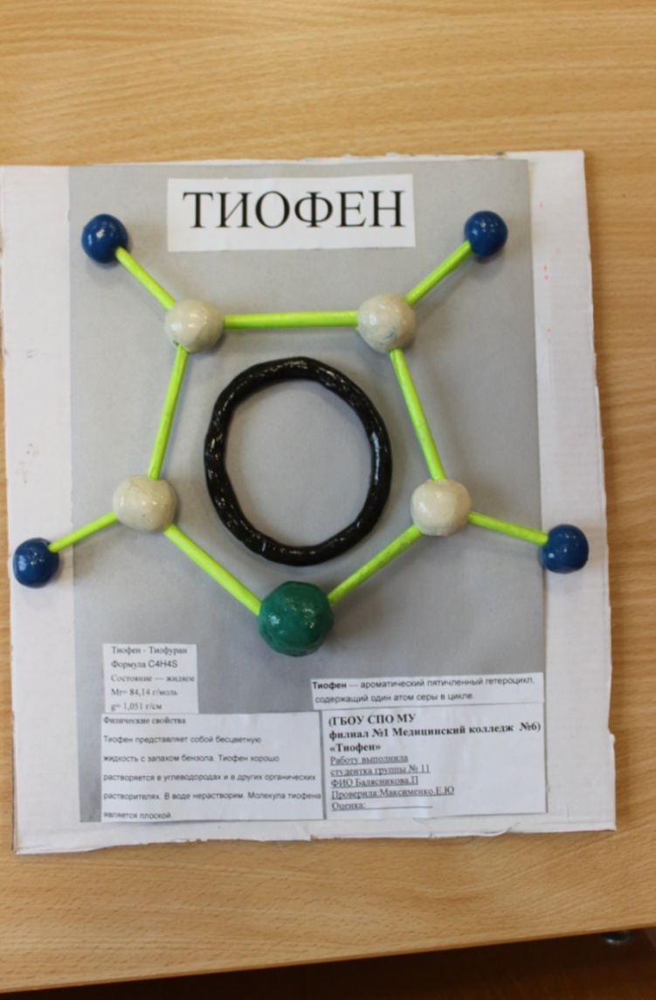 ТИОФЕН
Тиофен - Тиофуран
Формула C4H4S
Состояние — жидкое
Mr= 84,14 г/моль
g= 1,051 г/см
Тиофен — ароматический пятичленный гетероцикл,
содержащий один атом серы в цикле.
Физические свойства
Тиофен представляет собой бесцветную
жидкость с запахом бензола. Тиофен хорошо
растворяется в углеводородах и в других органических
растворителях. В воде нерастворим. Молекула тиофена
является плоской.
(ГБОУ СПО МУ
филиал №1 Медицинский колледж №6)
«Тиофен»
Работу выполнила
студентка группы № 11
ФИО Балясникова.П
Проверила:Максименко.Е.Ю
Оценка: